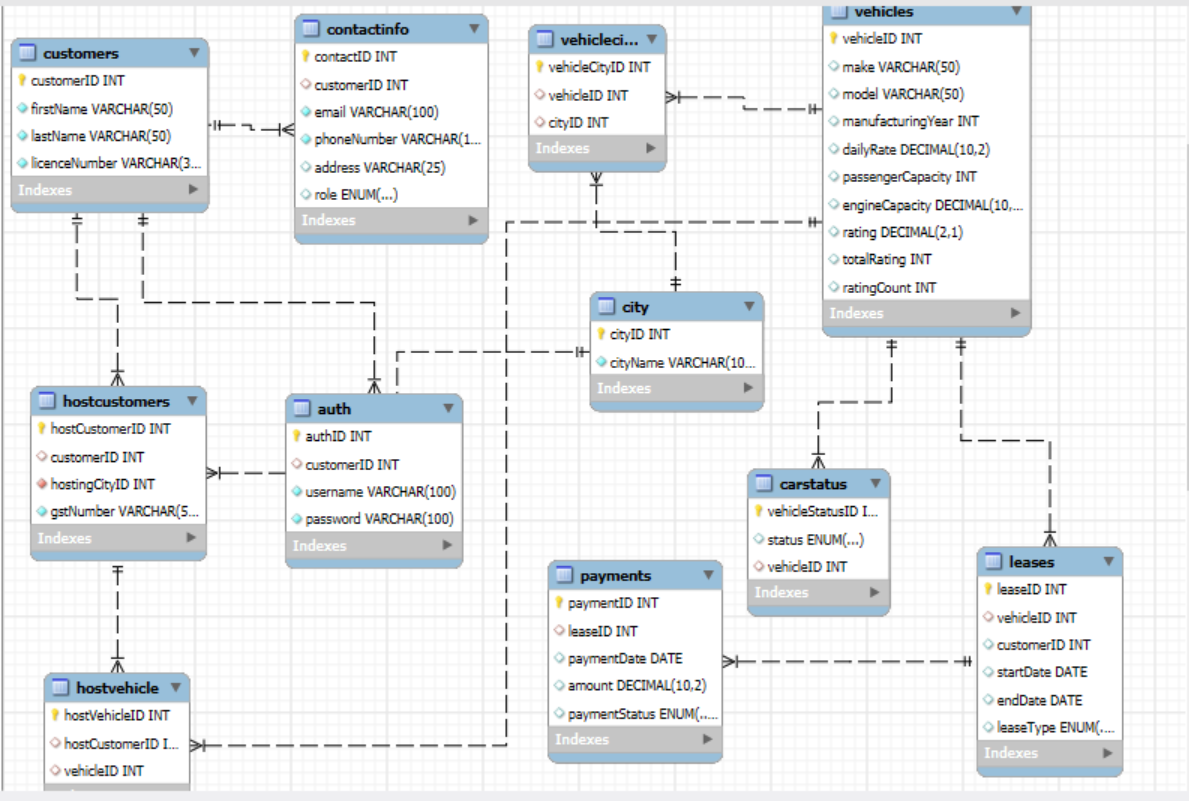 customers
customerID INT
firstName VARCHAR(50)
lastName VARCHAR(50)
licenceNumber VARCHAR(3...
Indexes
contactinfo
contactID INT
customerID INT
email VARCHAR(100)
phoneNumber VARCHAR(1...
address VARCHAR(25)
role ENUM(...)
Indexes
vehicleci...
vehicleCityID INT
vehicleID INT
cityID INT
Indexes
vehicles
vehicleID INT
make VARCHAR(50)
model VARCHAR(50)
manufacturingYear INT
dailyRate DECIMAL(10,2)
passengerCapacity INT
engineCapacity DECIMAL(10,...
rating DECIMAL(2,1)
totalRating INT
ratingCount INT
Indexes
city
cityID INT
cityName VARCHAR(10...
Indexes
hostcustomers
hostCustomerID INT
customerID INT
hostingCityID INT
gstNumber VARCHAR(5...
Indexes
auth
authID INT
customerID INT
username VARCHAR(100)
password VARCHAR(100)
Indexes
carstatus
vehicleStatusID I...
status ENUM(...)
vehicleID INT
Indexes
payments
paymentID INT
leaseID INT
paymentDate DATE
amount DECIMAL(10,2)
paymentStatus ENUM(...
Indexes
leases
leaseID INT
vehicleID INT
customerID INT
startDate DATE
endDate DATE
leaseType ENUM(...
Indexes
hostvehicle
hostVehicleID INT
hostCustomerID I...
vehicleID INT